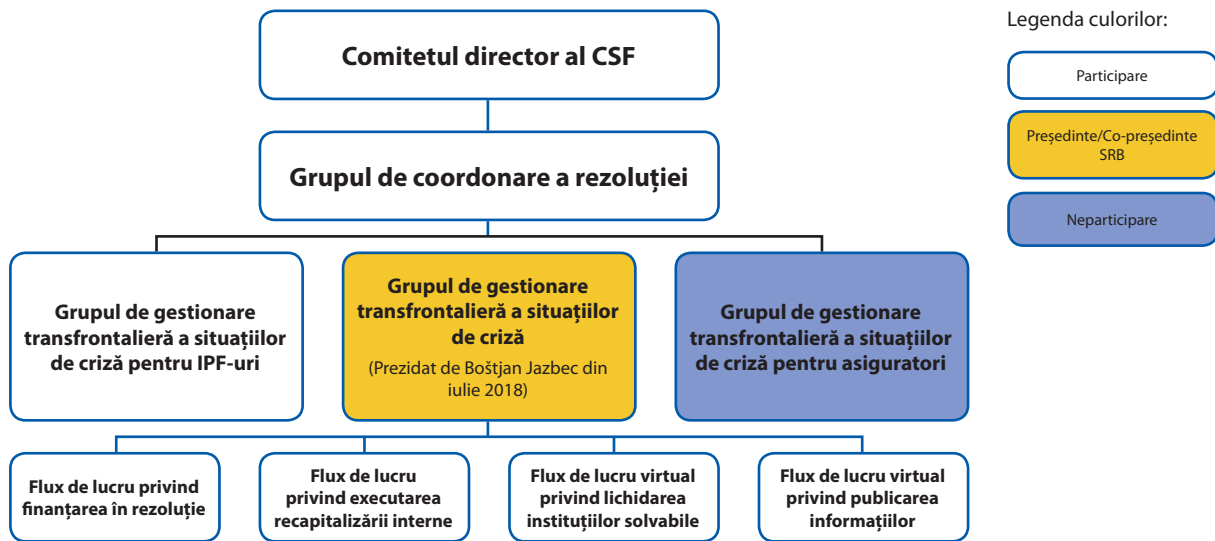 Comitetul director al CSF
Grupul de coordonare a rezoluției
Grupul de gestionare
transfrontalieră a situațiilor
de criză pentru IPF-uri
Grupul de gestionare
transfrontalieră a situațiilor
de criză
(Prezidat de Boštjan Jazbec din
iulie 2018)
Grupul de gestionare
transfrontalieră a situațiilor
de criză pentru asiguratori
Flux de lucru privind
finanțarea în rezoluție
Flux de lucru
privind executarea
recapitalizării interne
Flux de lucru virtual
privind lichidarea
instituțiilor solvabile
Flux de lucru virtual
privind publicarea
informațiilor
Legenda culorilor:
Participare
Președinte/Co-președinte
SRB
Neparticipare